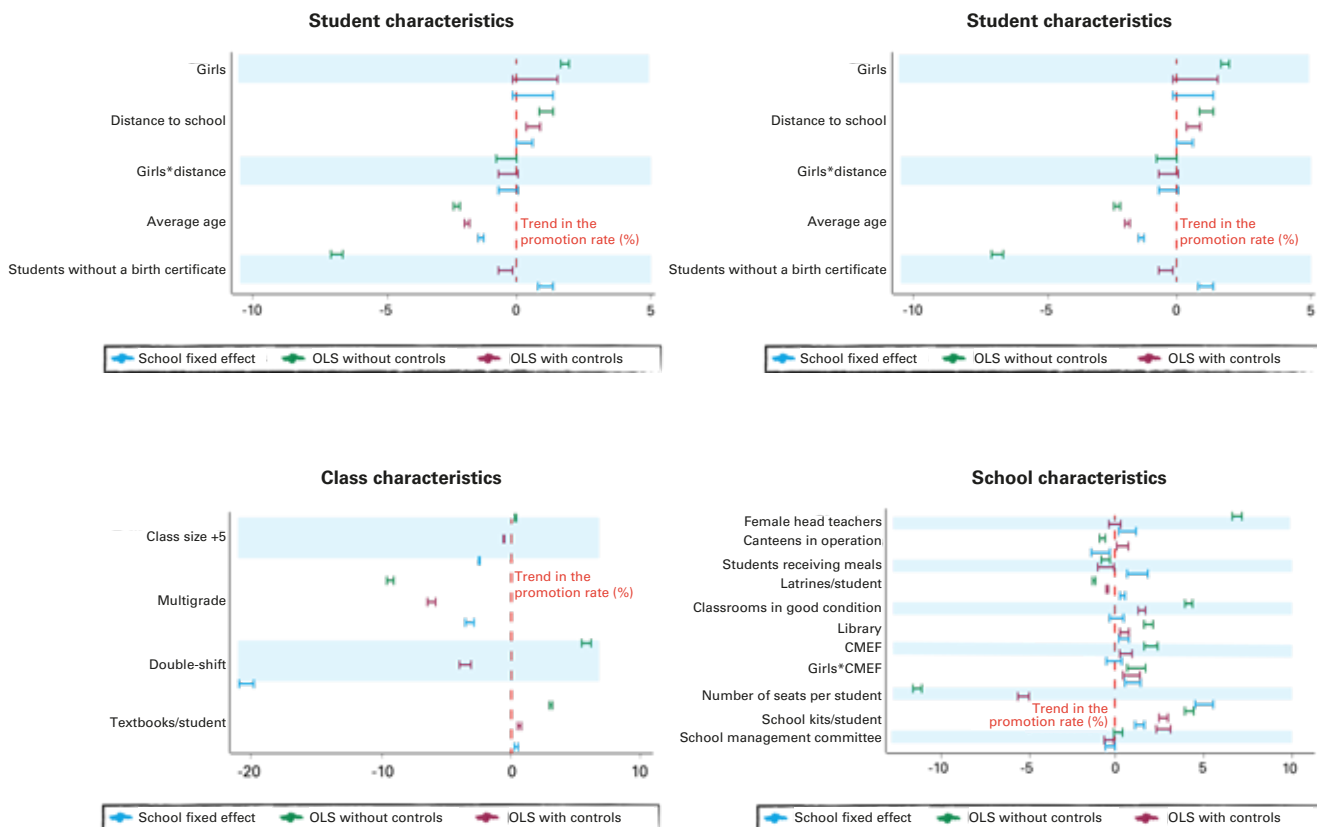 Student characteristics
Girls
Distance to school
Girls*distance
Average age
Students without a birth certificate
Trend in the
promotion rate (%)
-10 -5 0 5
School fixed effect OLS without controls OLS with controls
Student characteristics
Girls
Distance to school
Girls*distance
Average age
Students without a birth certificate
Trend in the
promotion rate (%)
-10 -5 0 5
School fixed effect OLS without controls OLS with controls
Class characteristics
Class size +5
Multigrade
Double-shift
Textbooks/student
Trend in the
promotion rate (%)
-20 -10 0 10
School fixed effect OLS without controls OLS with controls
School characteristics
Female head teachers
Canteens in operation
Students receiving meals
Latrines/student
Classrooms in good condition
Library
CMEF
Girls*CMEF
Number of seats per student
School kits/student
School management committee
Trend in the
promotion rate (%)
-10 -5 0 5 10
School fixed effect OLS without controls OLS with controls